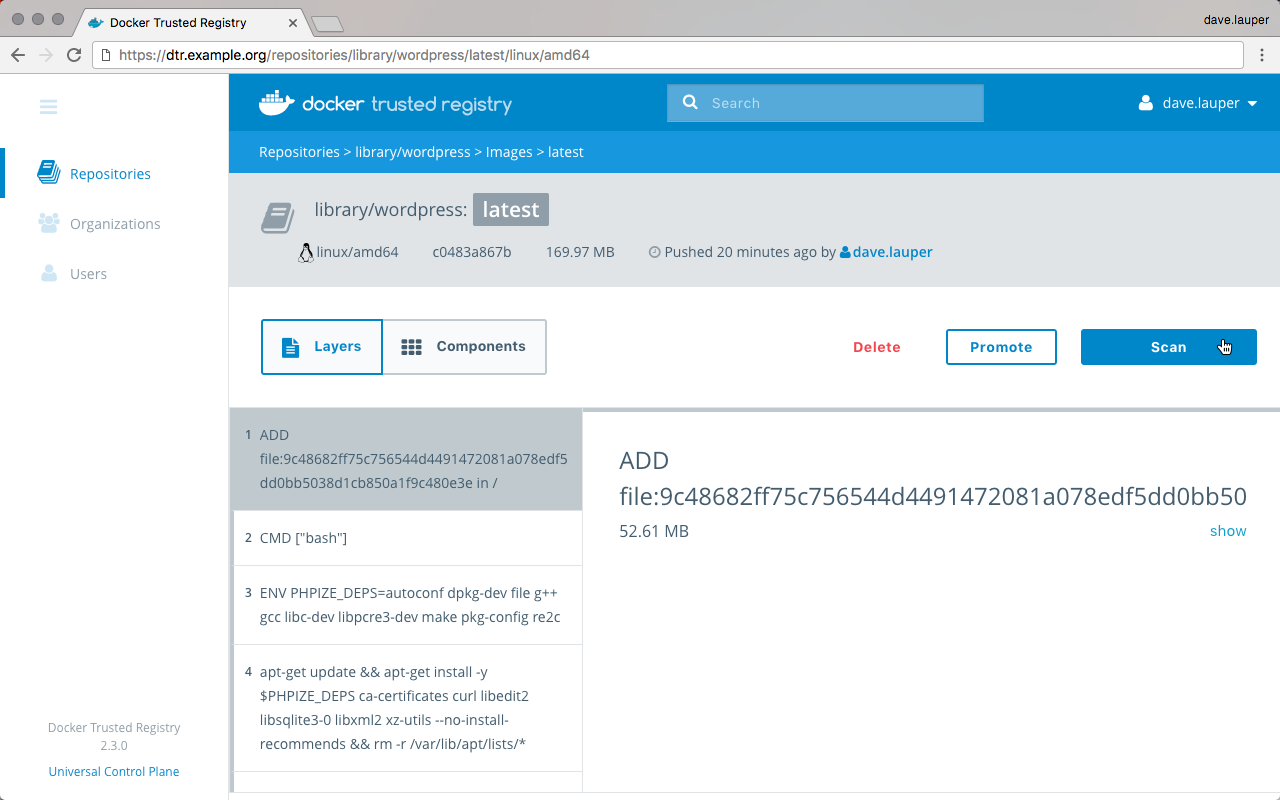 Docker Trusted Registry
dave.lauper
https://dtr.example.org/repositories/library/wordpress/latest/linux/amd64
docker trusted registry
Search
dave.lauper
Repositories > library/wordpress > Images > latest
Repositories
Organizations
Users
library/wordpress: latest
linux/amd64 c0483a867b 169.97 MB Pushed 20 minutes ago by dave.lauper
Layers
Components
Delete
Promote
Scan
1 ADD
file:9c48682ff75c756544d4491472081a078edf5
dd0bb5038d1cb850a1f9c480e3e in /
2 CMD ["bash"]
3 ENV PHPIZE_DEPS=autoconf dpkg-dev file g++
gcc libc-dev libpcre3-dev make pkg-config re2c
4 apt-get update && apt-get install -y
$PHPIZE_DEPS ca-certificates curl libedit2
libsqlite3-0 libxml2 xz-utils --no-install-
recommends && rm -r /var/lib/apt/lists/*
ADD
file:9c48682ff75c756544d4491472081a078edf5dd0bb50
52.61 MB
show
Docker Trusted Registry
2.3.0
Universal Control Plane